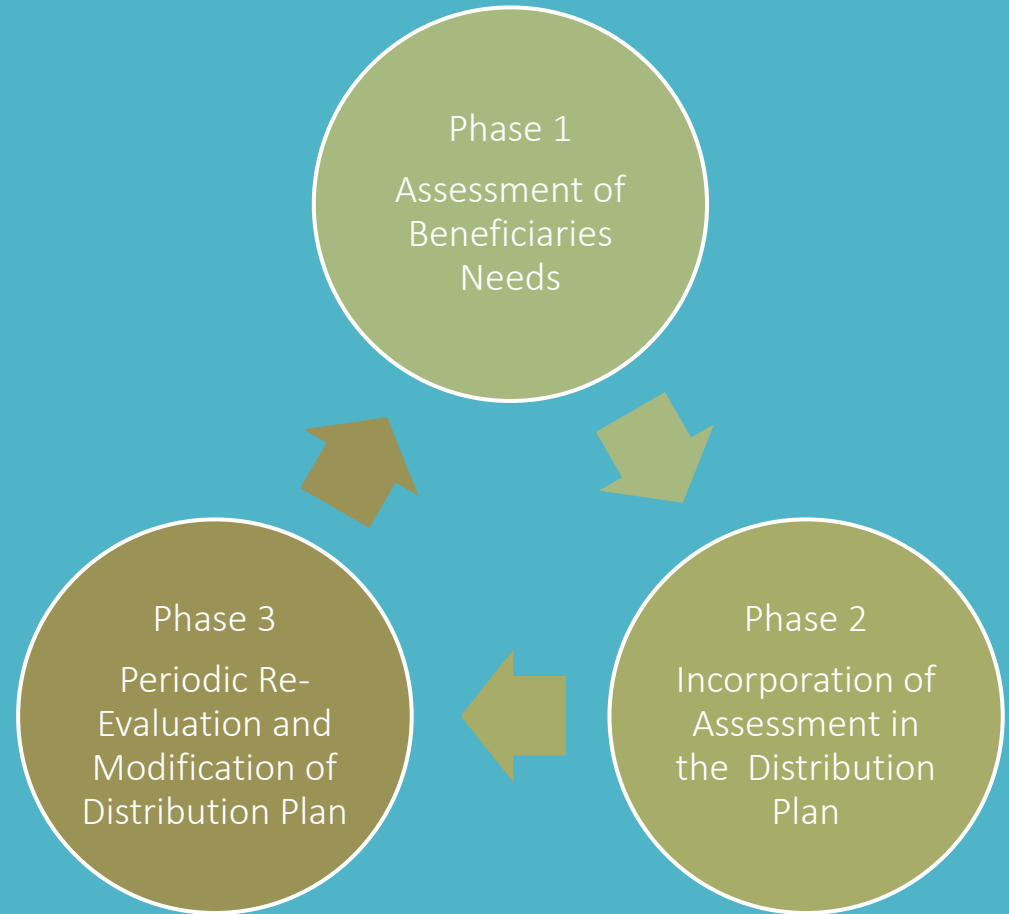 Phase 1
Assessment of
Beneficiaries
Needs
Phase 2
Incorporation of
Assessment in
the  Distribution
Plan
Phase 3
Periodic Re-
Evaluation and
Modification of
Distribution Plan